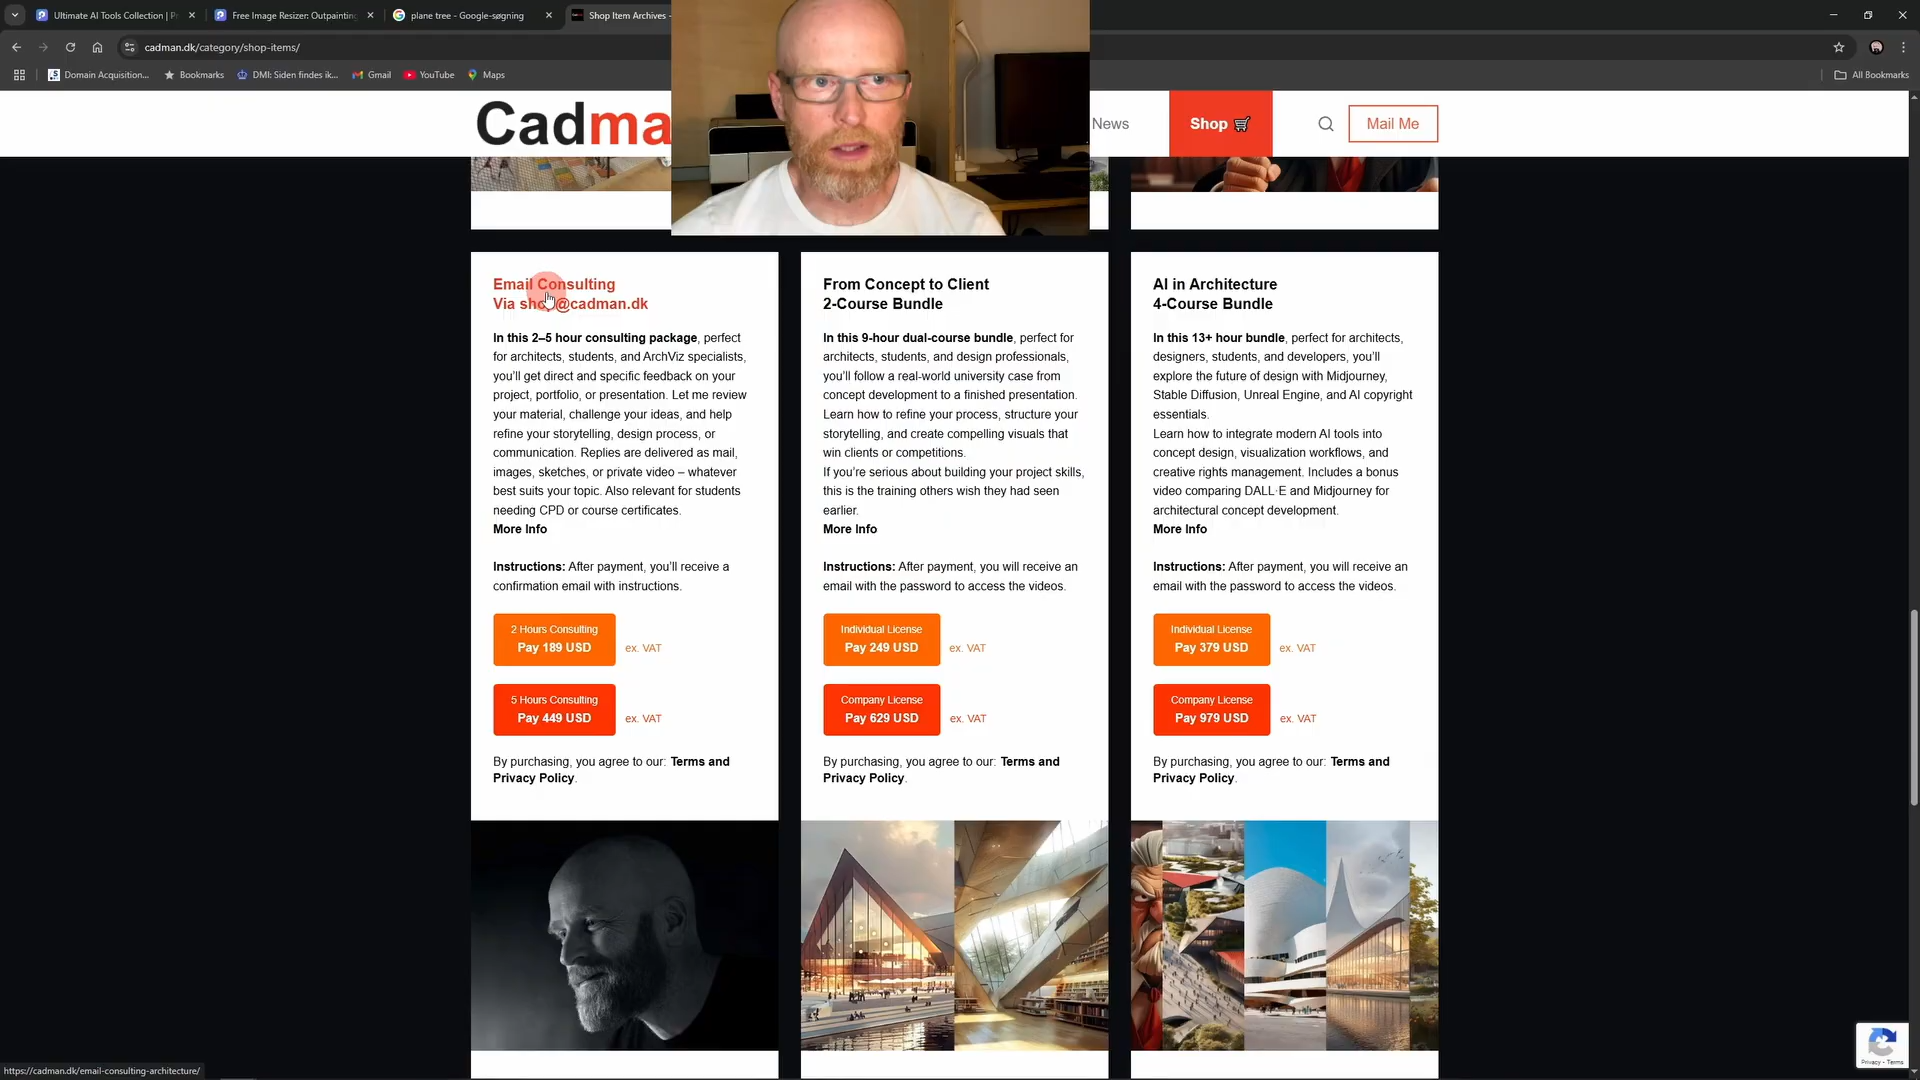 Ultimate AI Tools Collection | P
Free Image Resizer: Outpainting
plane tree - Google-søgning
Shop Item Archives -
cadman.dk/category/shop-items/
Domain Acquisition...
Bookmarks
DMI: Siden findes ik...
Gmail
YouTube
Maps
All Bookmarks
Cadma
News
Shop
Mail Me
Email Consulting
Via shop@cadman.dk
In this 2–5 hour consulting package, perfect
for architects, students, and ArchViz specialists,
you'll get direct and specific feedback on your
project, portfolio, or presentation. Let me review
your material, challenge your ideas, and help
refine your storytelling, design process, or
communication. Replies are delivered as mail,
images, sketches, or private video – whatever
best suits your topic. Also relevant for students
needing CPD or course certificates.
More Info
Instructions: After payment, you'll receive a
confirmation email with instructions.
2 Hours Consulting
Pay 189 USD
ex. VAT
5 Hours Consulting
Pay 449 USD
ex. VAT
By purchasing, you agree to our: Terms and
Privacy Policy.
From Concept to Client
2-Course Bundle
In this 9-hour dual-course bundle, perfect for
architects, students, and design professionals,
you'll follow a real-world university case from
concept development to a finished presentation.
Learn how to refine your process, structure your
storytelling, and create compelling visuals that
win clients or competitions.
If you're serious about building your project skills,
this is the training others wish they had seen
earlier.
More Info
Instructions: After payment, you will receive an
email with the password to access the videos.
Individual License
Pay 249 USD
ex. VAT
Company License
Pay 629 USD
ex. VAT
By purchasing, you agree to our: Terms and
Privacy Policy.
AI in Architecture
4-Course Bundle
In this 13+ hour bundle, perfect for architects,
designers, students, and developers, you'll
explore the future of design with Midjourney,
Stable Diffusion, Unreal Engine, and AI copyright
essentials.
Learn how to integrate modern AI tools into
concept design, visualization workflows, and
creative rights management. Includes a bonus
video comparing DALL·E and Midjourney for
architectural concept development.
More Info
Instructions: After payment, you will receive an
email with the password to access the videos.
Individual License
Pay 379 USD
ex. VAT
Company License
Pay 979 USD
ex. VAT
By purchasing, you agree to our: Terms and
Privacy Policy.
Privacy - Terms
https://cadman.dk/email-consulting-architecture/